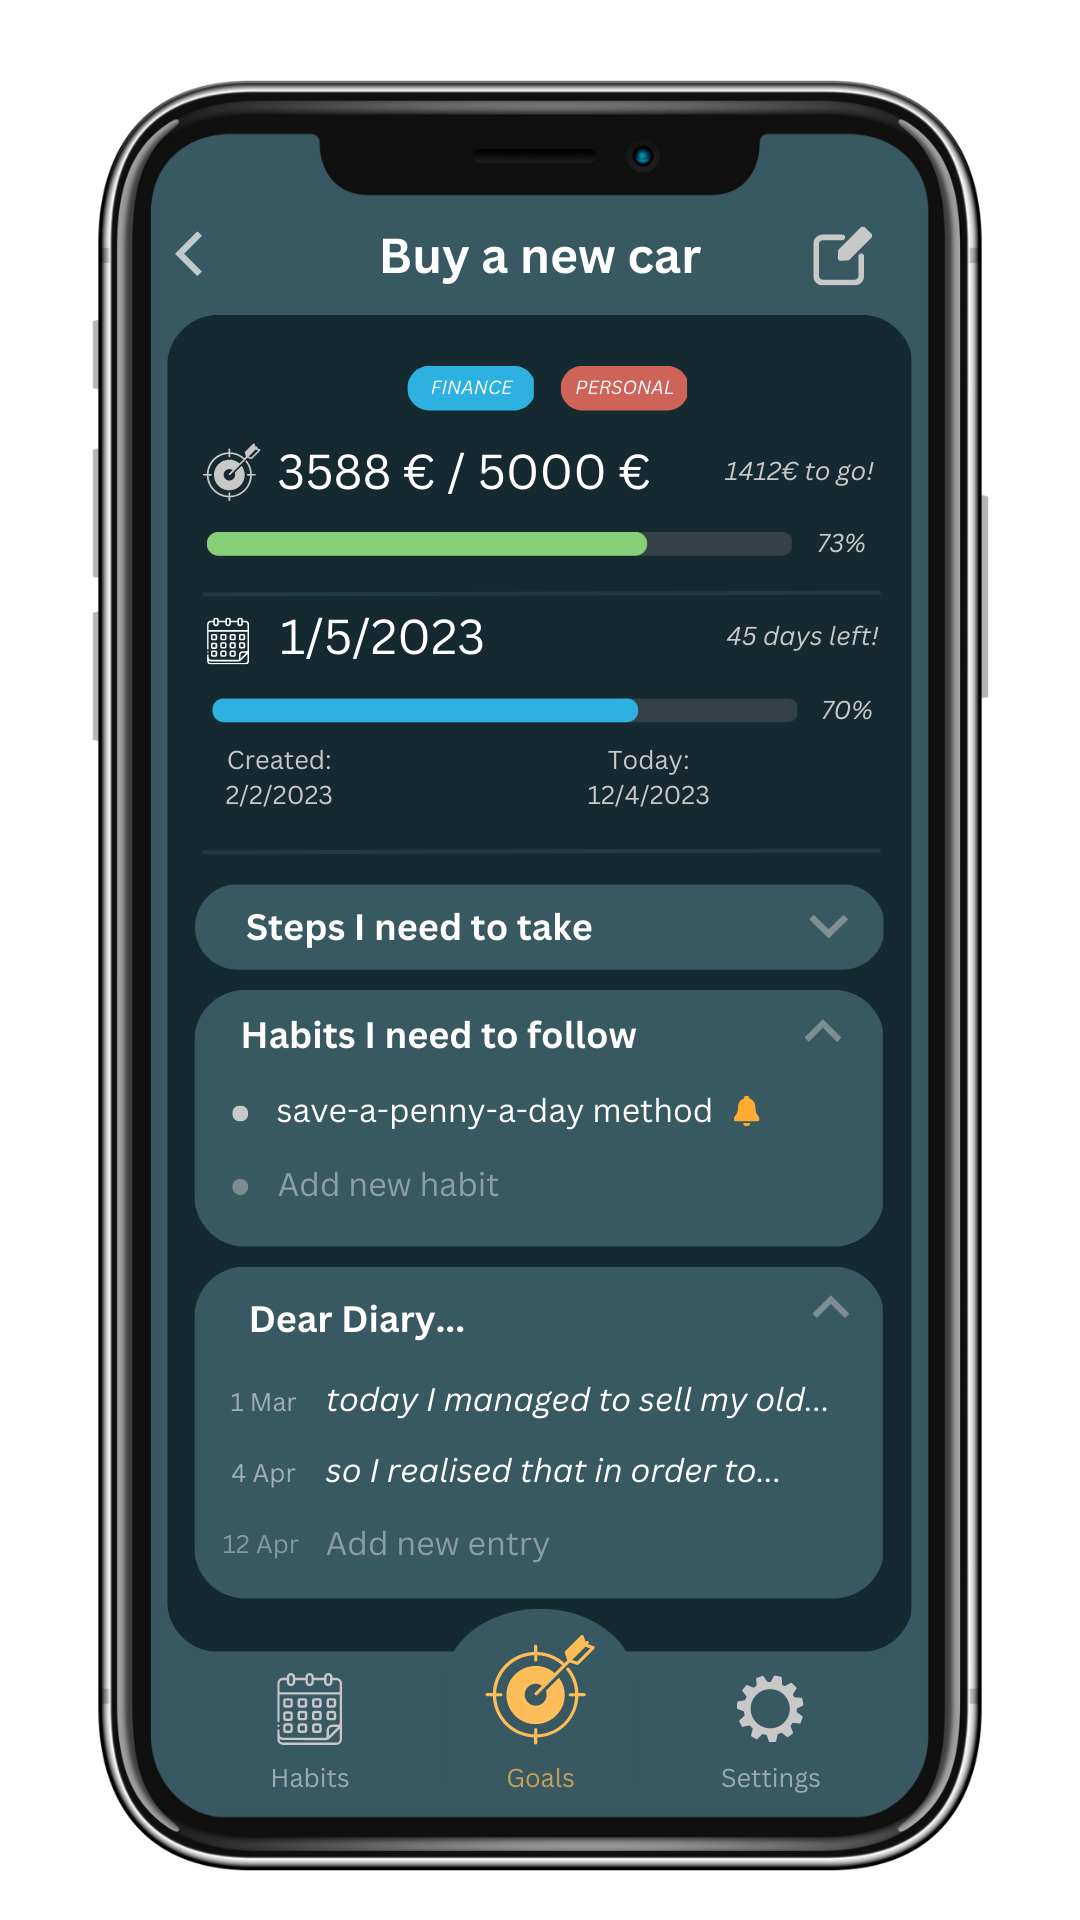 Buy a new car
FINANCE
PERSONAL
3588 € / 5000 €
1412€ to go!
73%
1/5/2023
45 days left!
70%
Created:
2/2/2023
Today:
12/4/2023
Steps I need to take
Habits I need to follow
save-a-penny-a-day method
Add new habit
Dear Diary...
1 Mar today I managed to sell my old...
4 Apr so I realised that in order to...
12 Apr Add new entry
Habits
Goals
Settings